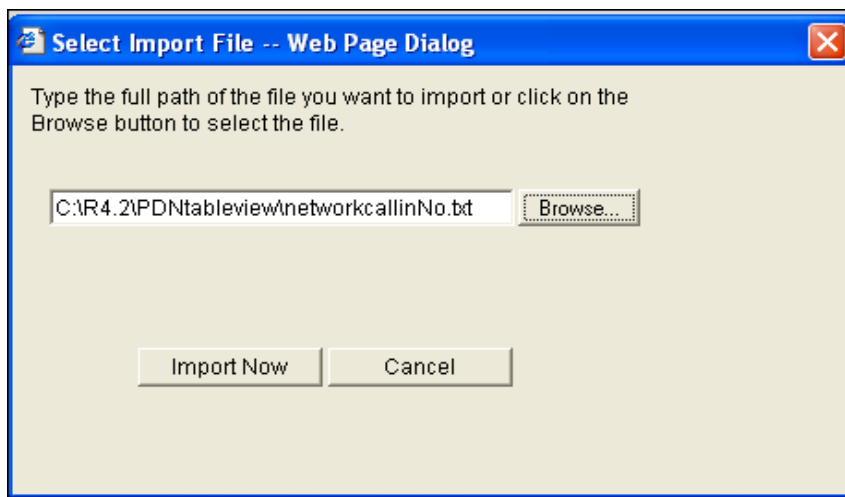 Select Import File -- Web Page Dialog
Type the full path of the file you want to import or click on the
Browse button to select the file.
C:\R4.2\PDNtableview\networkcallinNo.txt Browse...
Import Now Cancel